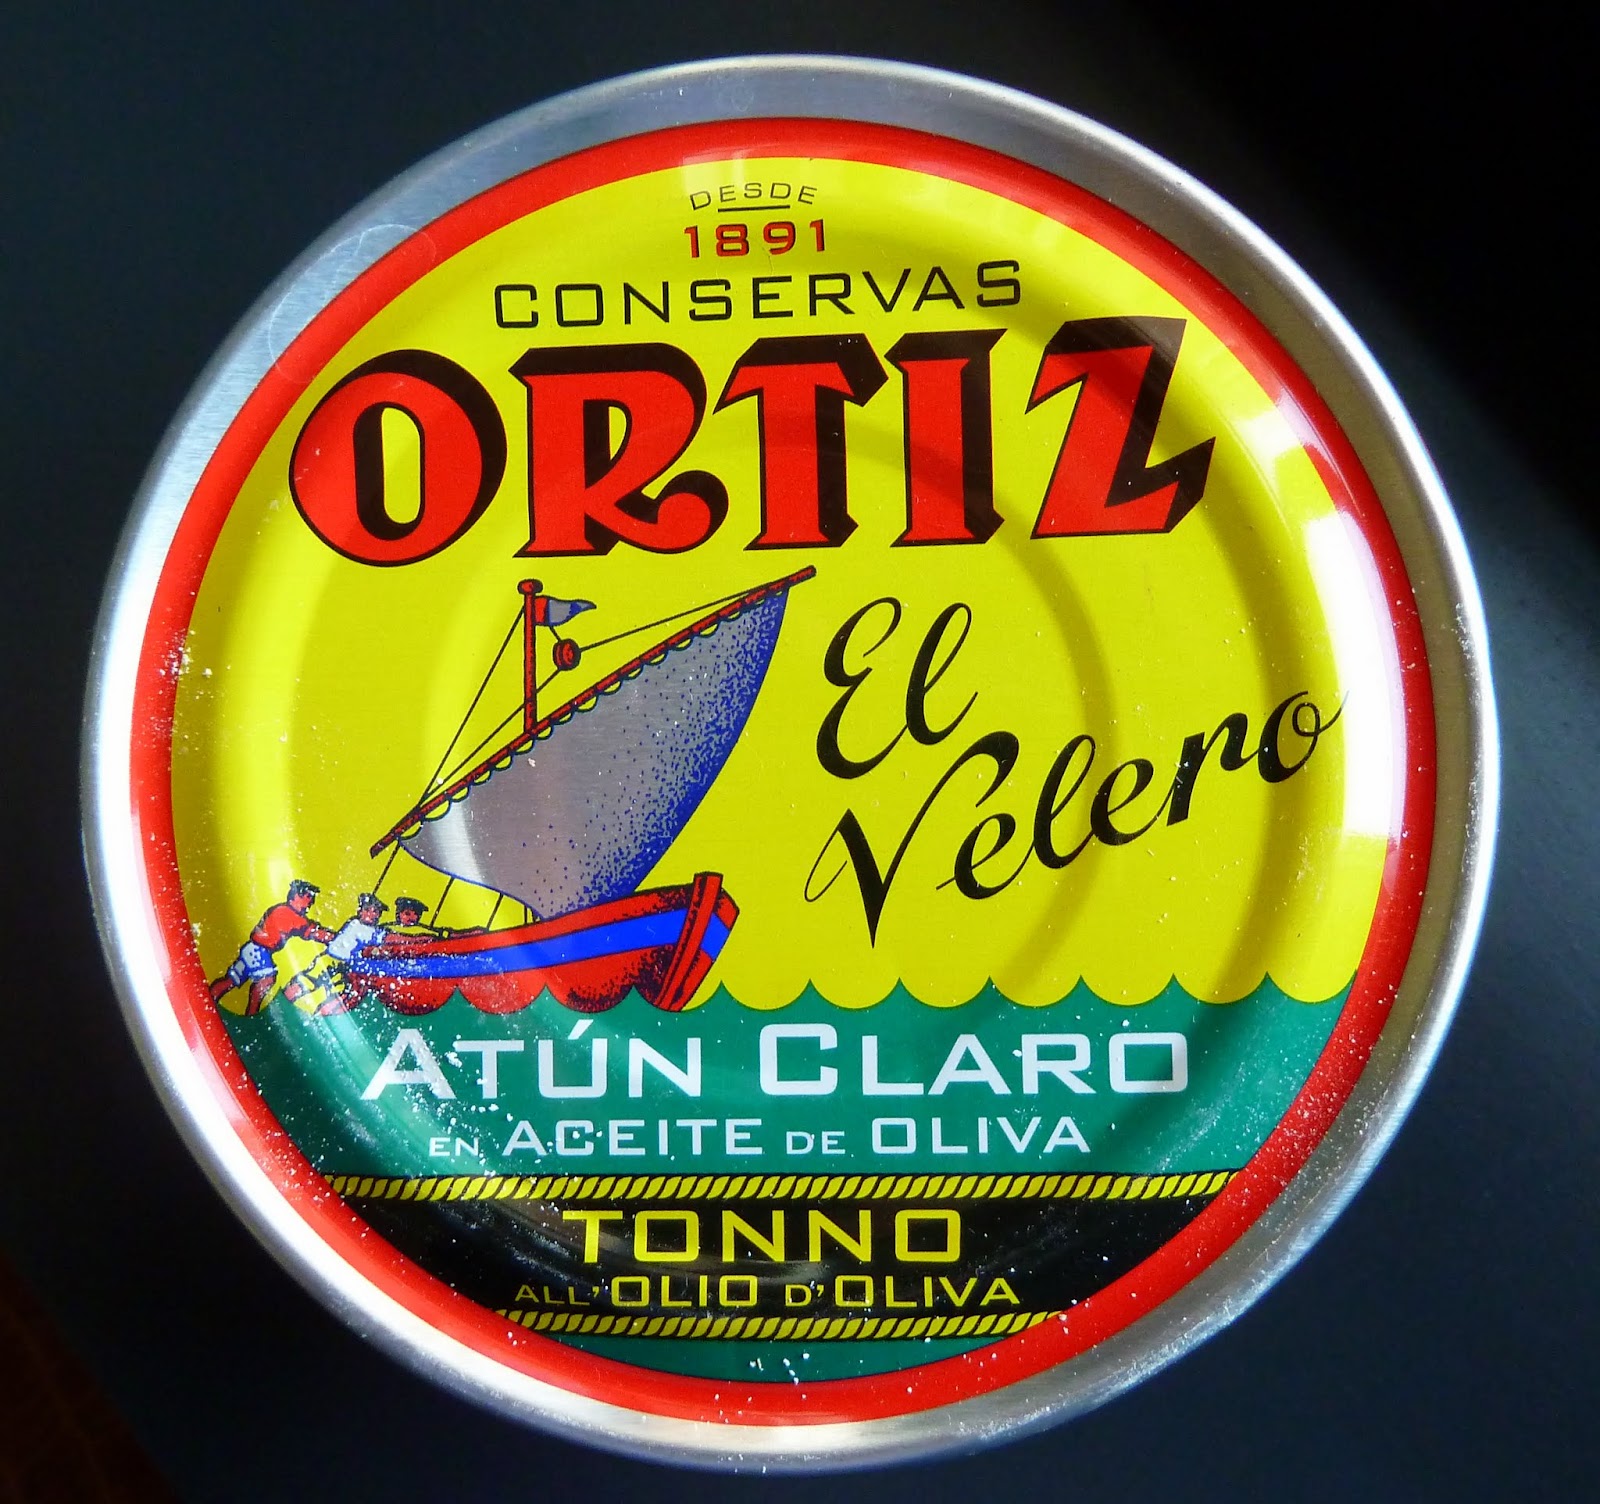 DESDE
1891
CONSERVAS
ORTIZ
El
Velero
ATÚN CLARO
EN ACEITE DE OLIVA
TONNO
ALL'OLIO D'OLIVA